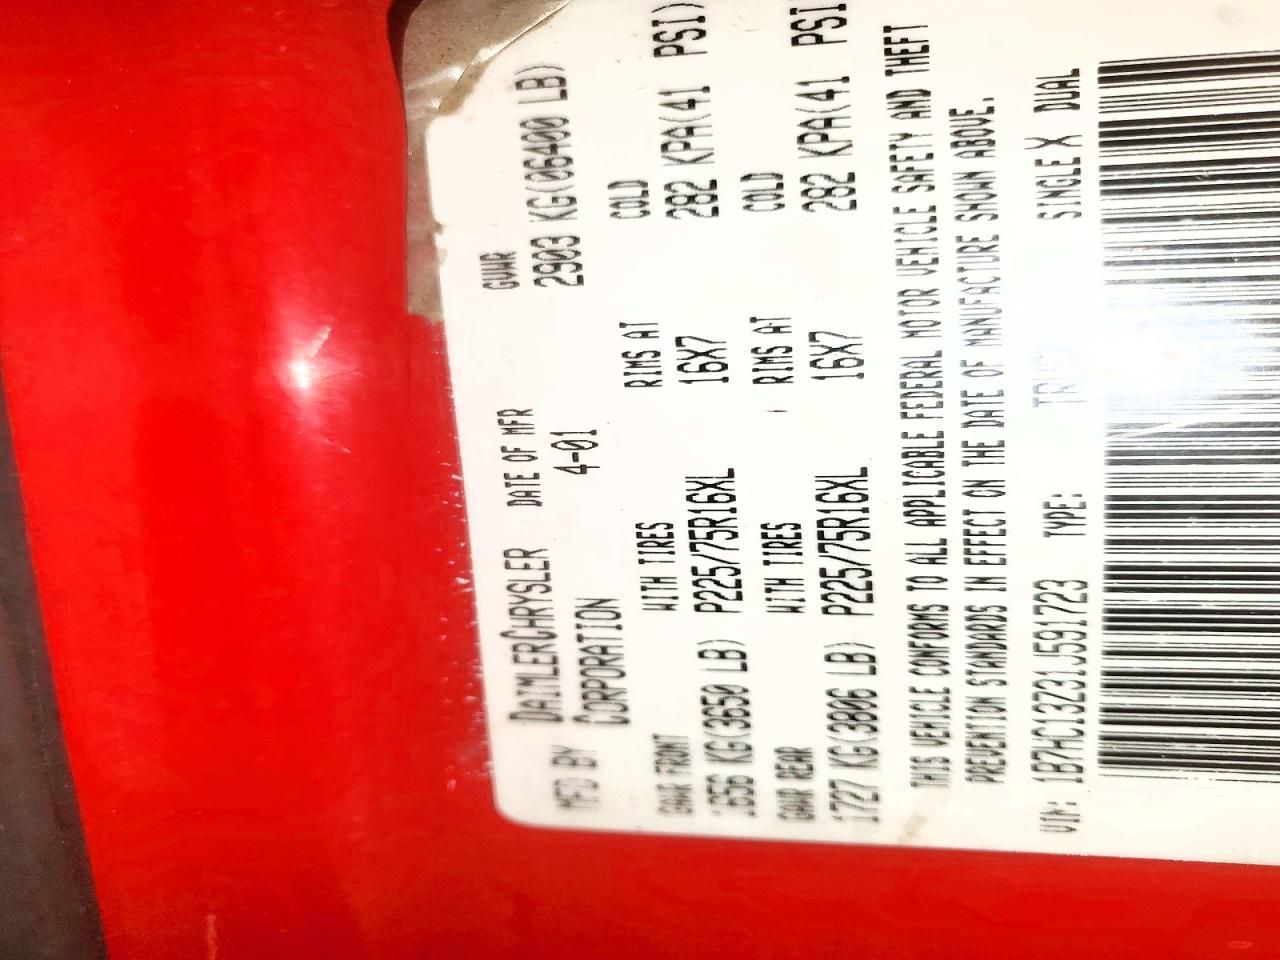 MFD BY DAIMLERCHRYSLER CORPORATION DATE OF MFR 4-01 GVWR 2903 KG(06400 LB)
GAWR FRONT WITH TIRES RIMS AT COLD
1656 KG(3650 LB) P225/75R16XL 16X7 282 KPA(41 PSI)
GAWR REAR WITH TIRES RIMS AT COLD
1727 KG(3806 LB) P225/75R16XL 16X7 282 KPA(41 PSI
THIS VEHICLE CONFORMS TO ALL APPLICABLE FEDERAL MOTOR VEHICLE SAFETY AND THEFT
PREVENTION STANDARDS IN EFFECT ON THE DATE OF MANUFACTURE SHOWN ABOVE.
VIN: 1B7HC13Z31J591723 TYPE: SINGLE X DUAL